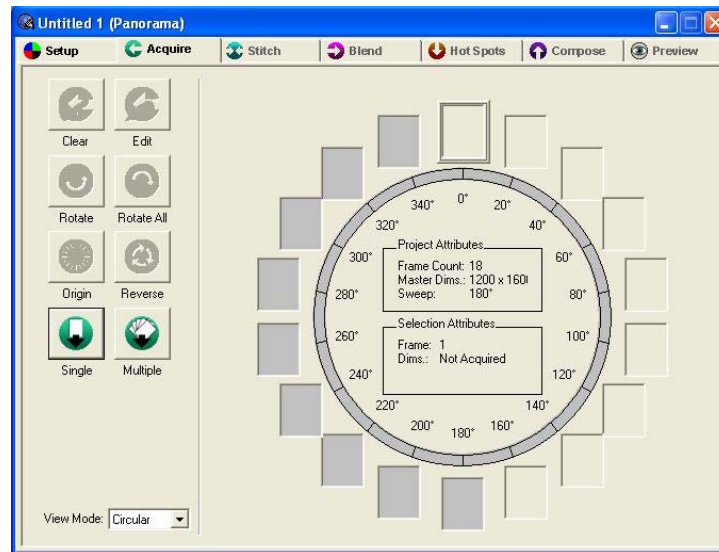 Untitled 1 (Panorama)
Setup Acquire Stitch Blend Hot Spots Compose Preview
Clear Edit
Rotate Rotate All
Origin Reverse
Single Multiple
View Mode: Circular
0°
20°
40°
60°
80°
100°
120°
140°
160°
180°
200°
220°
240°
260°
280°
300°
320°
340°
Project Attributes
Frame Count: 18
Master Dims.: 1200 x 160
Sweep: 180°
Selection Attributes
Frame: 1
Dims.: Not Acquired